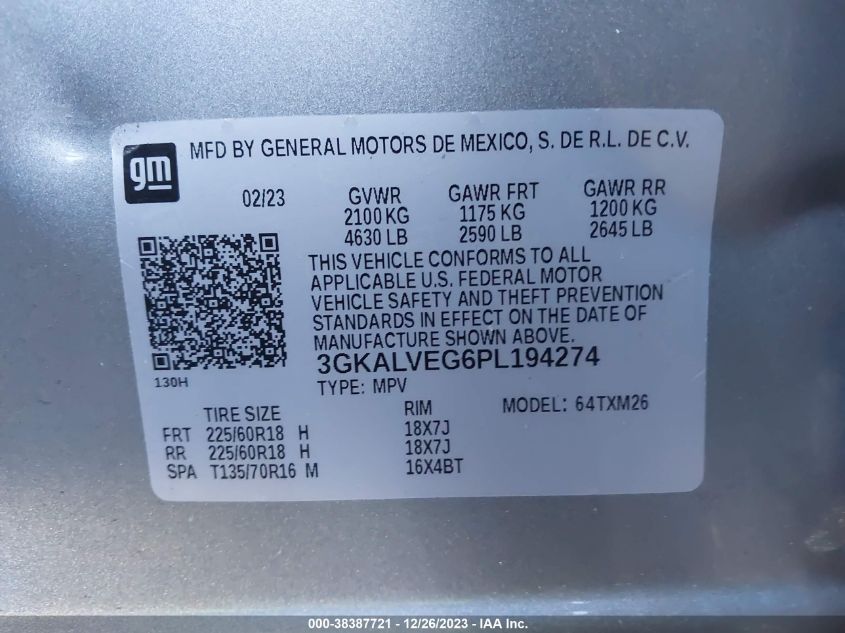 gm MFD BY GENERAL MOTORS DE MEXICO, S. DE R.L. DE C.V.
02/23 GVWR GAWR FRT GAWR RR
2100 KG 1175 KG 1200 KG
4630 LB 2590 LB 2645 LB
THIS VEHICLE CONFORMS TO ALL
APPLICABLE U.S. FEDERAL MOTOR
VEHICLE SAFETY AND THEFT PREVENTION
STANDARDS IN EFFECT ON THE DATE OF
MANUFACTURE SHOWN ABOVE.
3GKALVEG6PL194274
130H TYPE: MPV
TIRE SIZE RIM MODEL: 64TXM26
FRT 225/60R18 H 18X7J
RR 225/60R18 H 18X7J
SPA T135/70R16 M 16X4BT
000-38387721 - 12/26/2023 - IAA Inc.